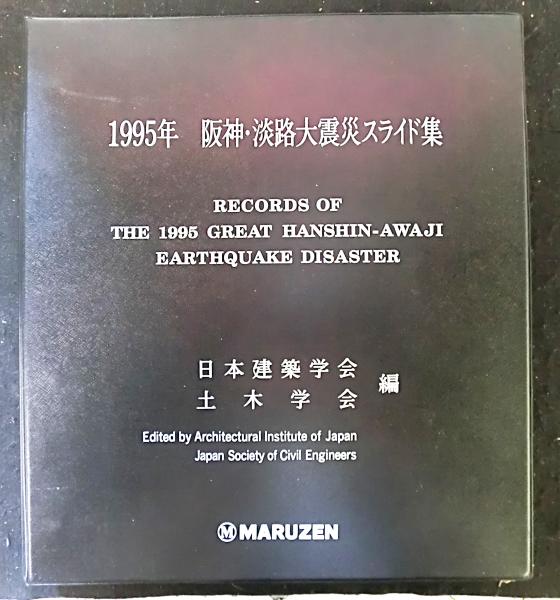 1995年 阪神・淡路大震災スライド集
RECORDS OF
THE 1995 GREAT HANSHIN-AWAJI
EARTHQUAKE DISASTER
日本建築学会
土木学会 編
Edited by Architectural Institute of Japan
Japan Society of Civil Engineers
M MARUZEN